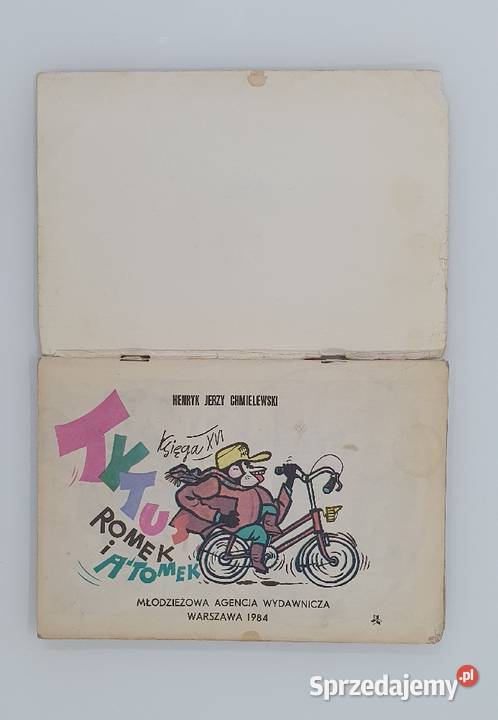 HENRYK JERZY CHMIELEWSKI
Księga XVI
TYTUS
ROMEK
i A'TOMEK
MŁODZIEŻOWA AGENCJA WYDAWNICZA
WARSZAWA 1984
Sprzedajemy.pl